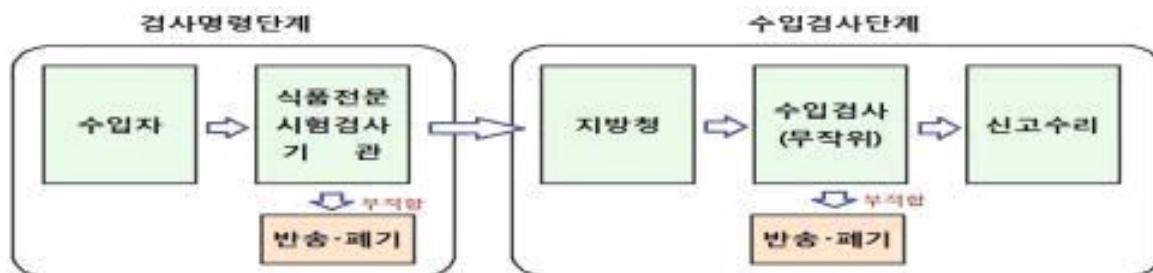 검사명령단계
수입검사단계
수입자
식품전문
시험검사
기 관
지방청
수입검사
(무작위)
신고수리
부적합
부적합
반송·폐기
반송·폐기